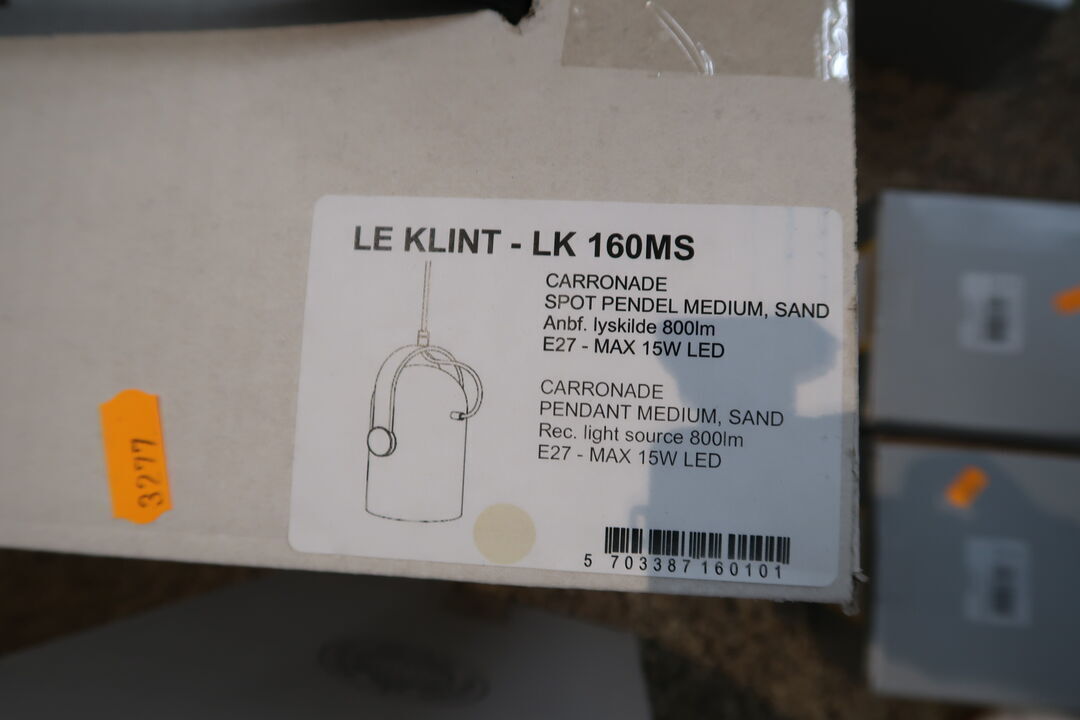 LE KLINT - LK 160MS
CARRONADE
SPOT PENDEL MEDIUM, SAND
Anbf. lyskilde 800lm
E27 - MAX 15W LED
CARRONADE
PENDANT MEDIUM, SAND
Rec. light source 800lm
E27 - MAX 15W LED
5 703387 160101
3277